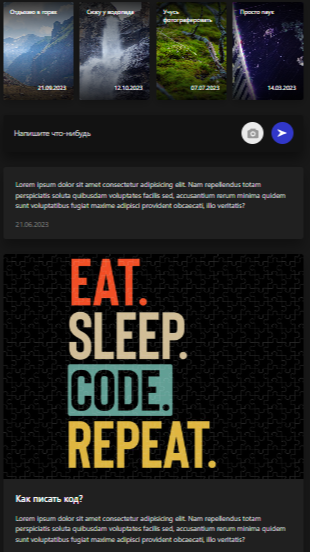 Отдыхаю в горах
Сижу у водопада
Учусь
фотографировать
Просто паук
21.09.2023
12.10.2023
07.07.2023
14.03.2023
Напишите что-нибудь
Lorem ipsum dolor sit amet consectetur adipisicing elit. Nam repellendus totam
perspiciatis soluta quibusdam voluptates facilis sed, accusantium rerum minima quidem
sunt voluptatibus fugiat maxime adipisci provident obcaecati, illo veritatis?
21.06.2023
EAT.
SLEEP.
CODE.
REPEAT.
Как писать код?
Lorem ipsum dolor sit amet consectetur adipisicing elit. Nam repellendus totam
perspiciatis soluta quibusdam voluptates facilis sed, accusantium rerum minima quidem
sunt voluptatibus fugiat maxime adipisci provident obcaecati, illo veritatis?